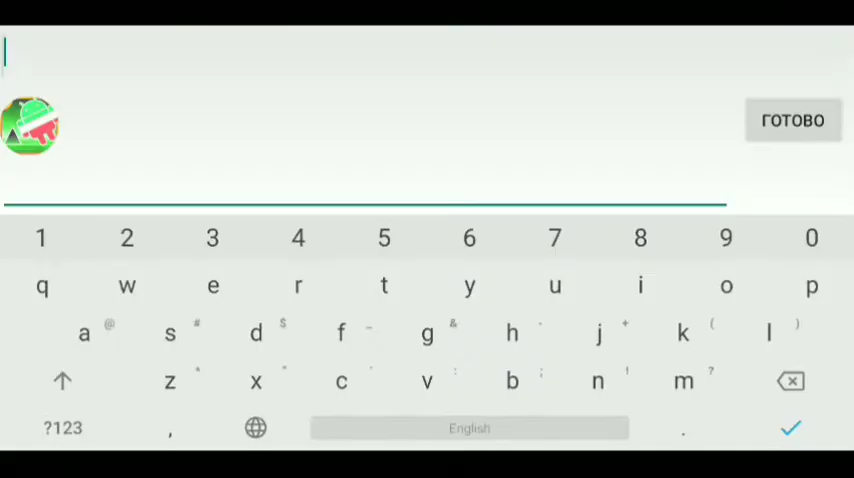 ГОТОВО
1 2 3 4 5 6 7 8 9 0
q w e r t y u i o p
a @ s # d $ f _ g & h - j + k ( l )
z * x " c ' v : b ; n ! m ?
?123 , English .